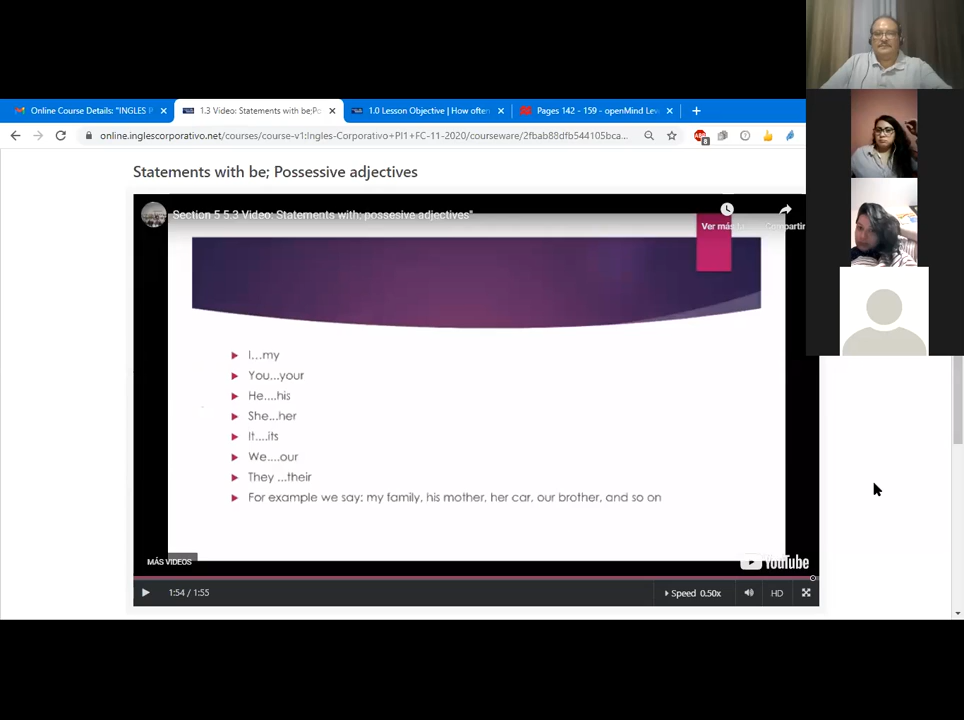 Online Course Details: "INGLES P
1.3 Video: Statements with be;Po
1.0 Lesson Objective | How often
Pages 142 - 159 - openMind Lev
online.inglescorporativo.net/courses/course-v1:Ingles-Corporativo+PI1+FC-11-2020/courseware/2fbab88dfb544105bca...
8
Statements with be; Possessive adjectives
Section 5 5.3 Video: Statements with; possesive adjectives"
Ver más
Compartir
I...my
You...your
He....his
She...her
It....its
We....our
They ...their
For example we say; my family, his mother, her car, our brother, and so on
MÁS VIDEOS
YouTube
1:54 / 1:55
Speed 0.50x
HD